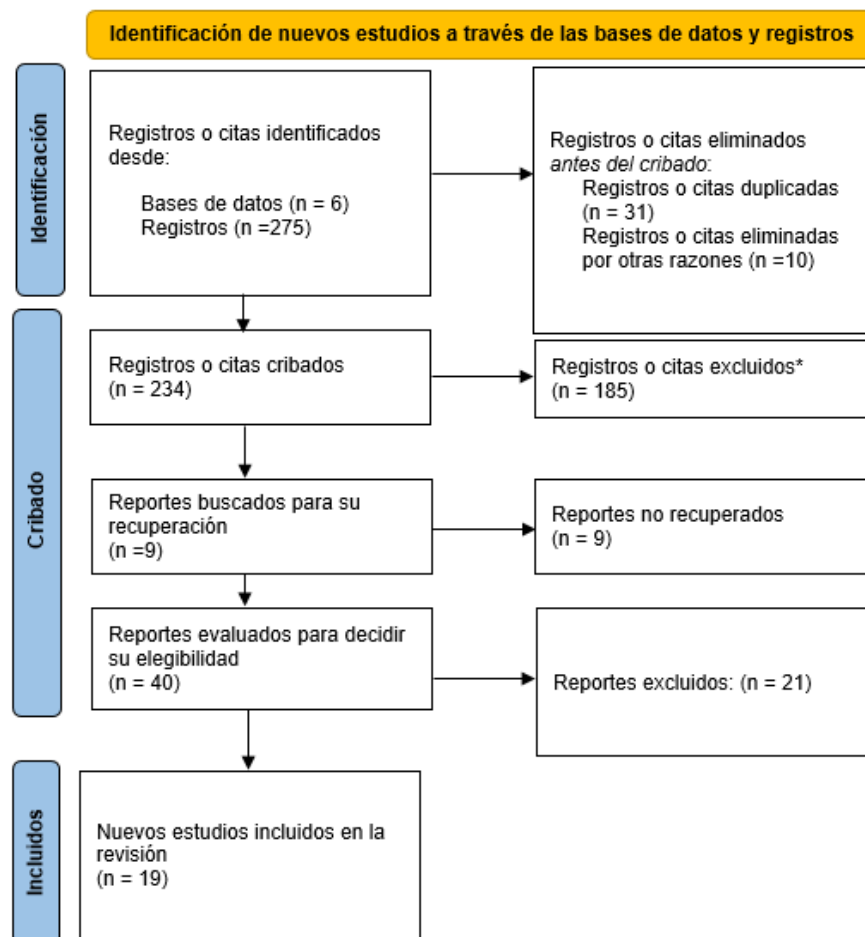 Identificación de nuevos estudios a través de las bases de datos y registros
Identificación
Registros o citas identificados
desde:
Bases de datos (n = 6)
Registros (n =275)
Registros o citas eliminados
antes del cribado:
Registros o citas duplicadas
(n = 31)
Registros o citas eliminadas
por otras razones (n =10)
Cribado
Registros o citas cribados
(n = 234)
Registros o citas excluidos*
(n = 185)
Reportes buscados para su
recuperación
(n =9)
Reportes no recuperados
(n = 9)
Reportes evaluados para decidir
su elegibilidad
(n = 40)
Reportes excluidos: (n = 21)
Incluidos
Nuevos estudios incluidos en la
revisión
(n = 19)